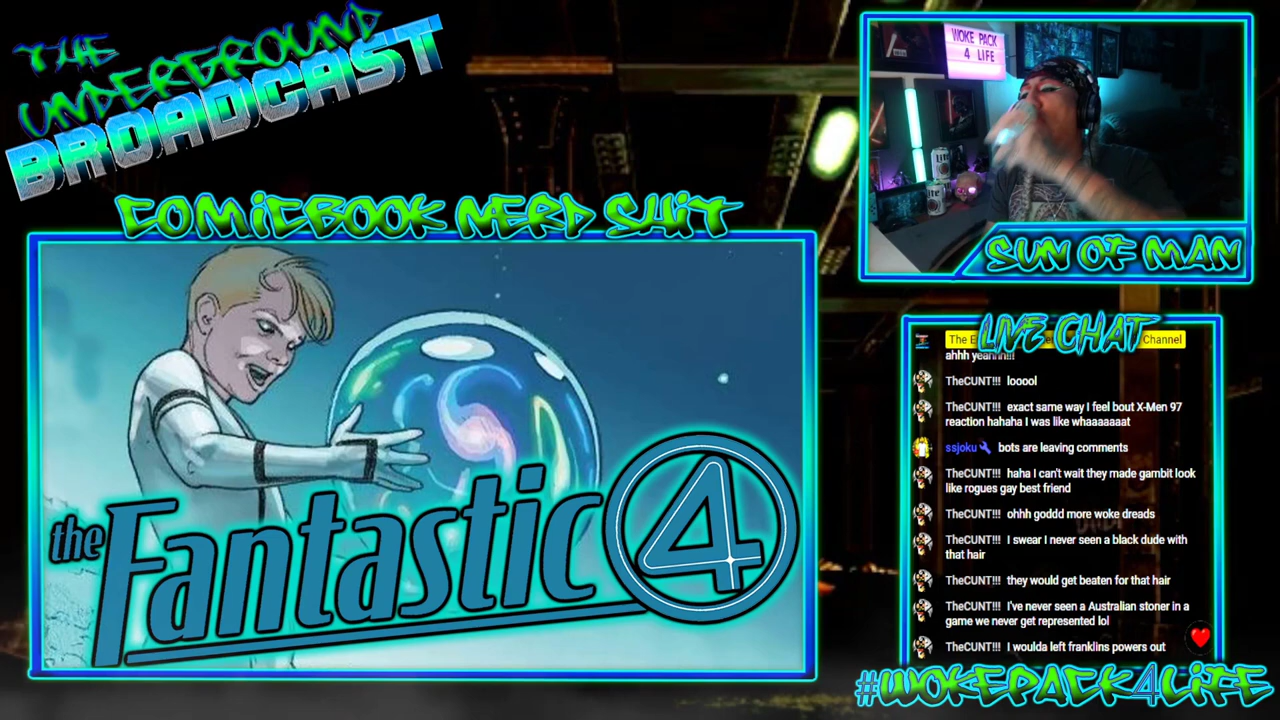 THE
UNDERGROUND
BROADCAST
COMICBOOK NERD SHIT
the Fantastic 4
WOKE PACK
4 LIFE
SUN OF MAN
LIVE CHAT
The E
Channel
ahhh yeahhh!!!
TheCUNT!!! looool
TheCUNT!!! exact same way I feel bout X-Men 97
reaction hahaha I was like whaaaaaaat
ssjoku bots are leaving comments
TheCUNT!!! haha I can't wait they made gambit look
like rogues gay best friend
TheCUNT!!! ohhh goddd more woke dreads
TheCUNT!!! I swear I never seen a black dude with
that hair
TheCUNT!!! they would get beaten for that hair
TheCUNT!!! I've never seen a Australian stoner in a
game we never get represented lol
TheCUNT!!! I woulda left franklins powers out
#WOKEPACK4LIFE